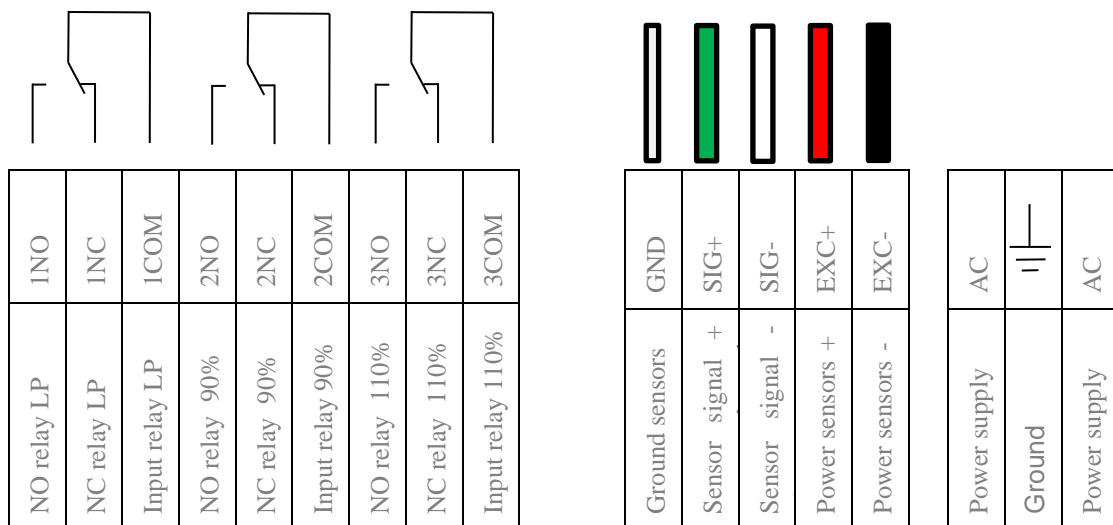 1NO
1NC
1COM
2NO
2NC
2COM
3NO
3NC
3COM
NO relay LP
NC relay LP
Input relay LP
NO relay 90%
NC relay 90%
Input relay 90%
NO relay 110%
NC relay 110%
Input relay 110%
GND
SIG+
SIG-
EXC+
EXC-
Ground sensors
Sensor signal +
Sensor signal -
Power sensors +
Power sensors -
AC
AC
Power supply
Ground
Power supply